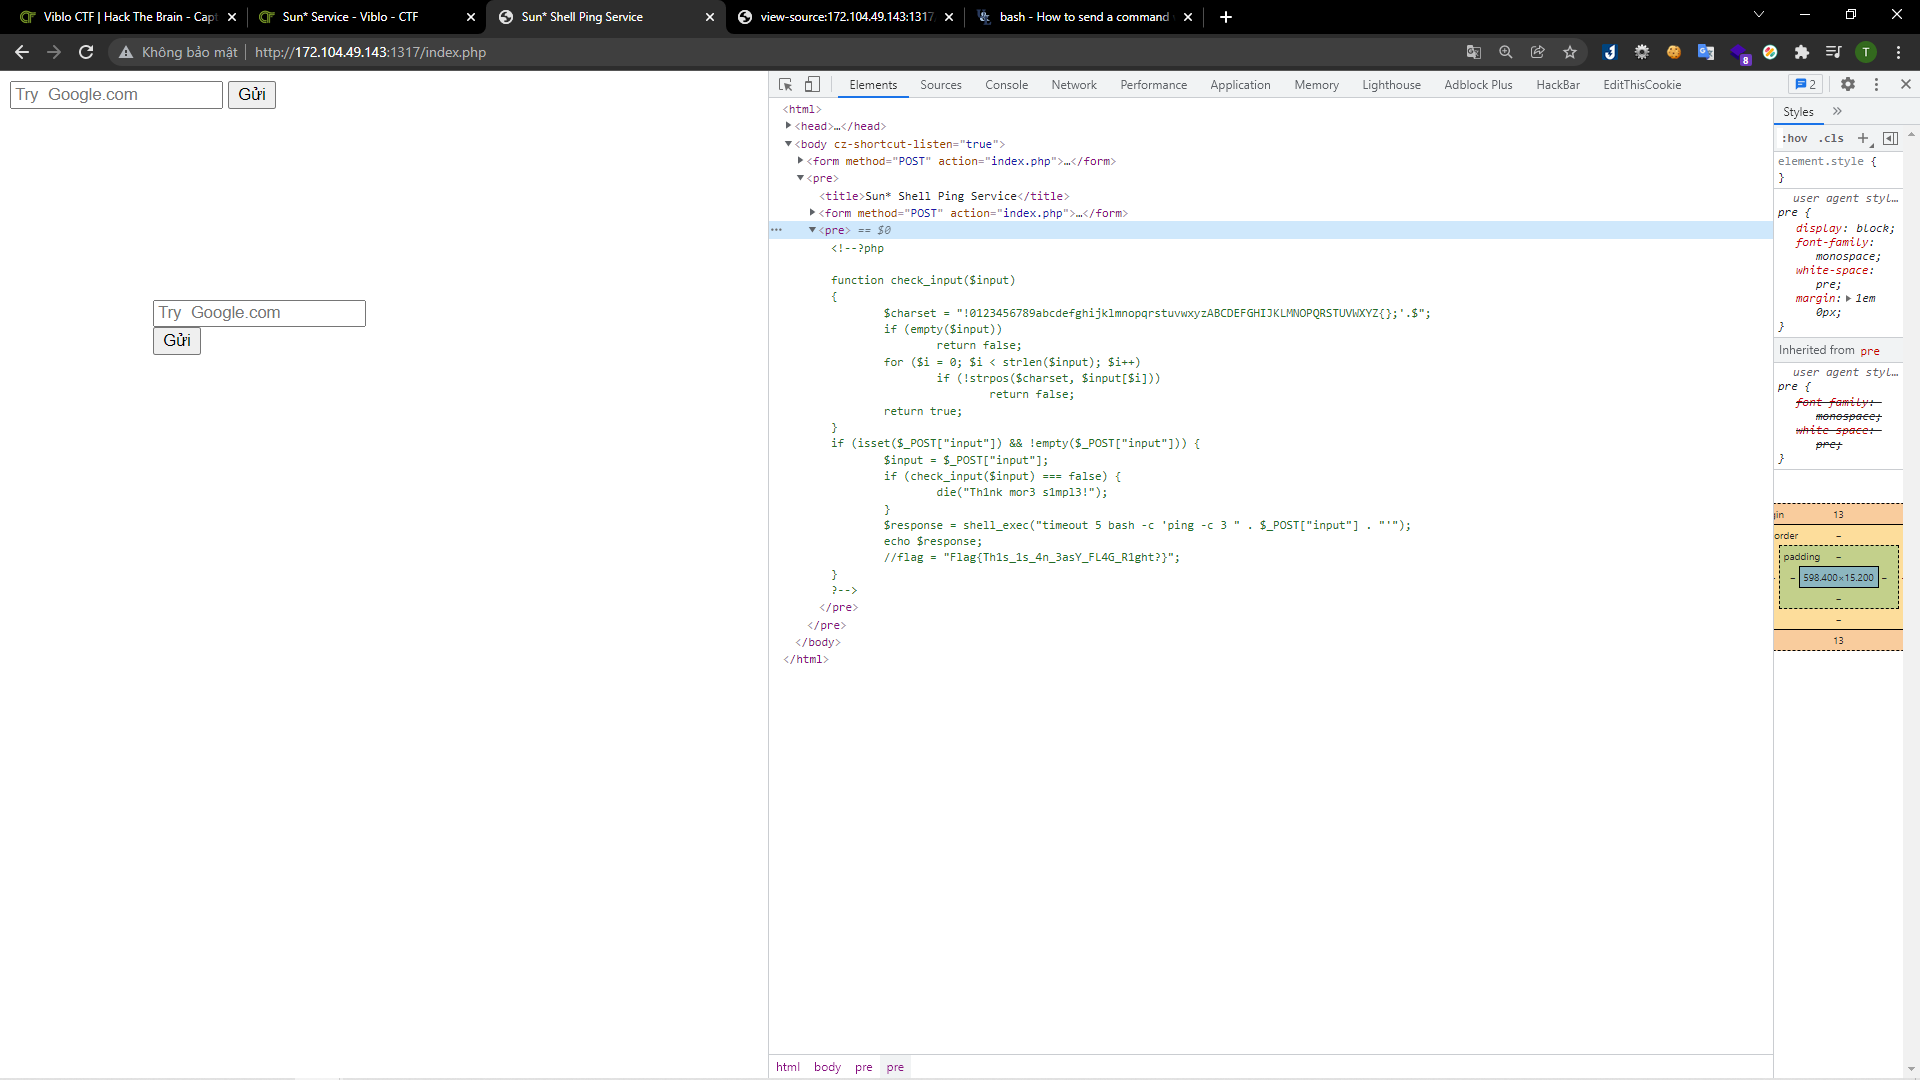 Viblo CTF | Hack The Brain - Capt
Sun* Service - Viblo - CTF
Sun* Shell Ping Service
view-source:172.104.49.143:1317/
bash - How to send a command
Không bảo mật | http://172.104.49.143:1317/index.php
8
T
Try Google.com
Gửi
Try Google.com
Gửi
Elements Sources Console Network Performance Application Memory Lighthouse Adblock Plus HackBar EditThisCookie
2
<html>
<head>…</head>
<body cz-shortcut-listen="true">
<form method="POST" action="index.php">…</form>
<pre>
<title>Sun* Shell Ping Service</title>
<form method="POST" action="index.php">…</form>
<pre> == $0
<!--?php
function check_input($input)
{
$charset = "!0123456789abcdefghijklmnopqrstuvwxyzABCDEFGHIJKLMNOPQRSTUVWXYZ{};'.$";
if (empty($input))
return false;
for ($i = 0; $i < strlen($input); $i++)
if (!strpos($charset, $input[$i]))
return false;
return true;
}
if (isset($_POST["input"]) && !empty($_POST["input"])) {
$input = $_POST["input"];
if (check_input($input) === false) {
die("Th1nk mor3 s1mpl3!");
}
$response = shell_exec("timeout 5 bash -c 'ping -c 3 " . $_POST["input"] . "'");
echo $response;
//flag = "Flag{Th1s_1s_4n_3asY_FL4G_R1ght?}";
}
?-->
</pre>
</pre>
</body>
</html>
html body pre pre
Styles
:hov .cls
element.style {
}
user agent styl…
pre {
display: block;
font-family:
monospace;
white-space:
pre;
margin: 1em
0px;
}
Inherited from pre
user agent styl…
pre {
font-family:
monospace;
white-space:
pre;
}
gin 13
order –
padding –
– 598.400×15.200 –
–
–
13